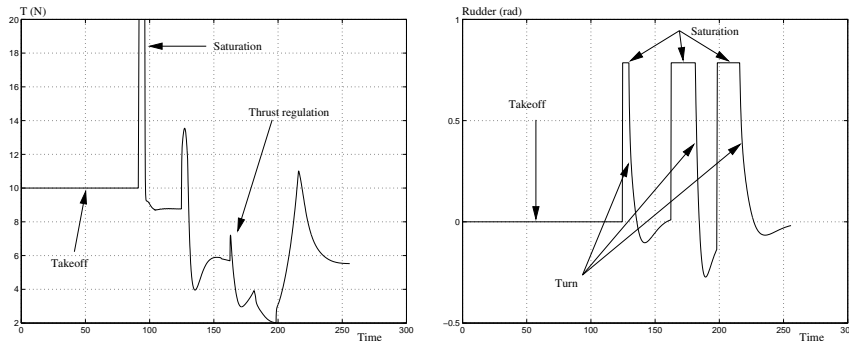 T (N)
20
18
16
14
12
10
8
6
4
2
0
50
100
150
200
250
300
Time
Saturation
Thrust regulation
Takeoff
Rudder (rad)
1
0.5
0
−0.5
0
50
100
150
200
250
300
Time
Saturation
Takeoff
Turn